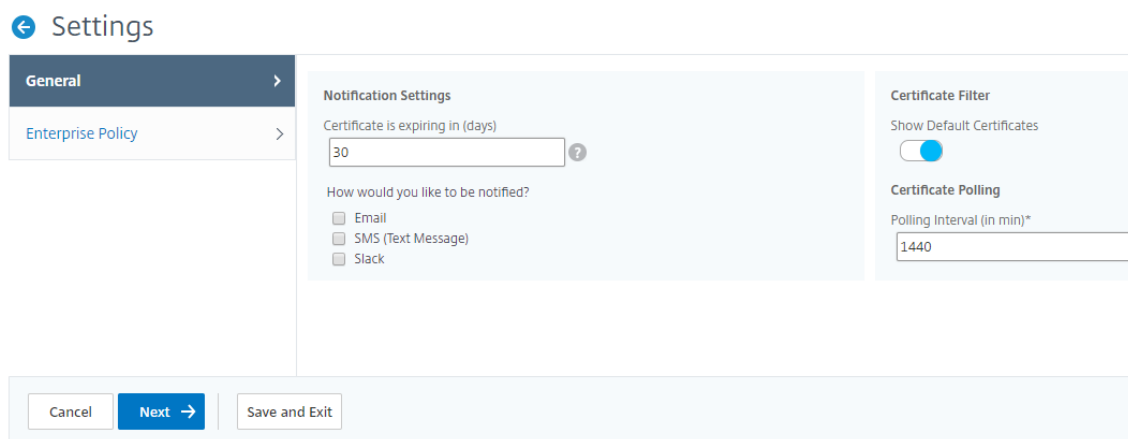 Settings
General
Enterprise Policy
Notification Settings
Certificate is expiring in (days)
30
?
How would you like to be notified?
Email
SMS (Text Message)
Slack
Certificate Filter
Show Default Certificates
Certificate Polling
Polling Interval (in min)*
1440
Cancel
Next
Save and Exit